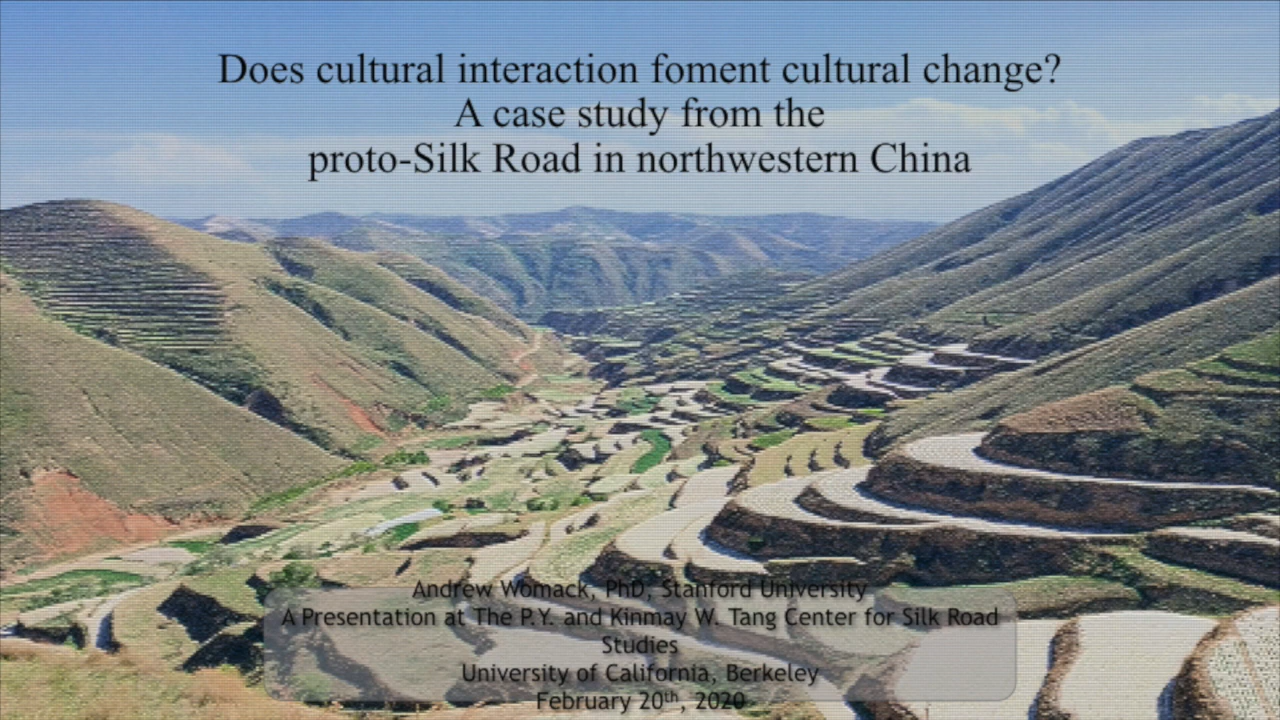 Does cultural interaction foment cultural change?
A case study from the
proto-Silk Road in northwestern China
Andrew Womack, PhD, Stanford University
A Presentation at The P.Y. and Kinmay W. Tang Center for Silk Road
Studies
University of California, Berkeley
February 20th, 2020